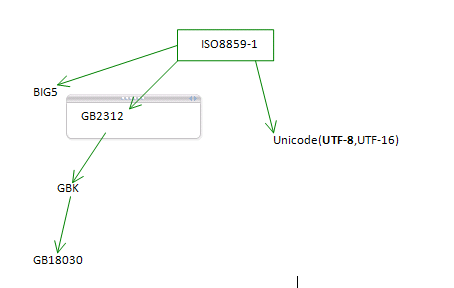 ISO8859-1
BIG5
GB2312
Unicode(UTF-8,UTF-16)
GBK
GB18030